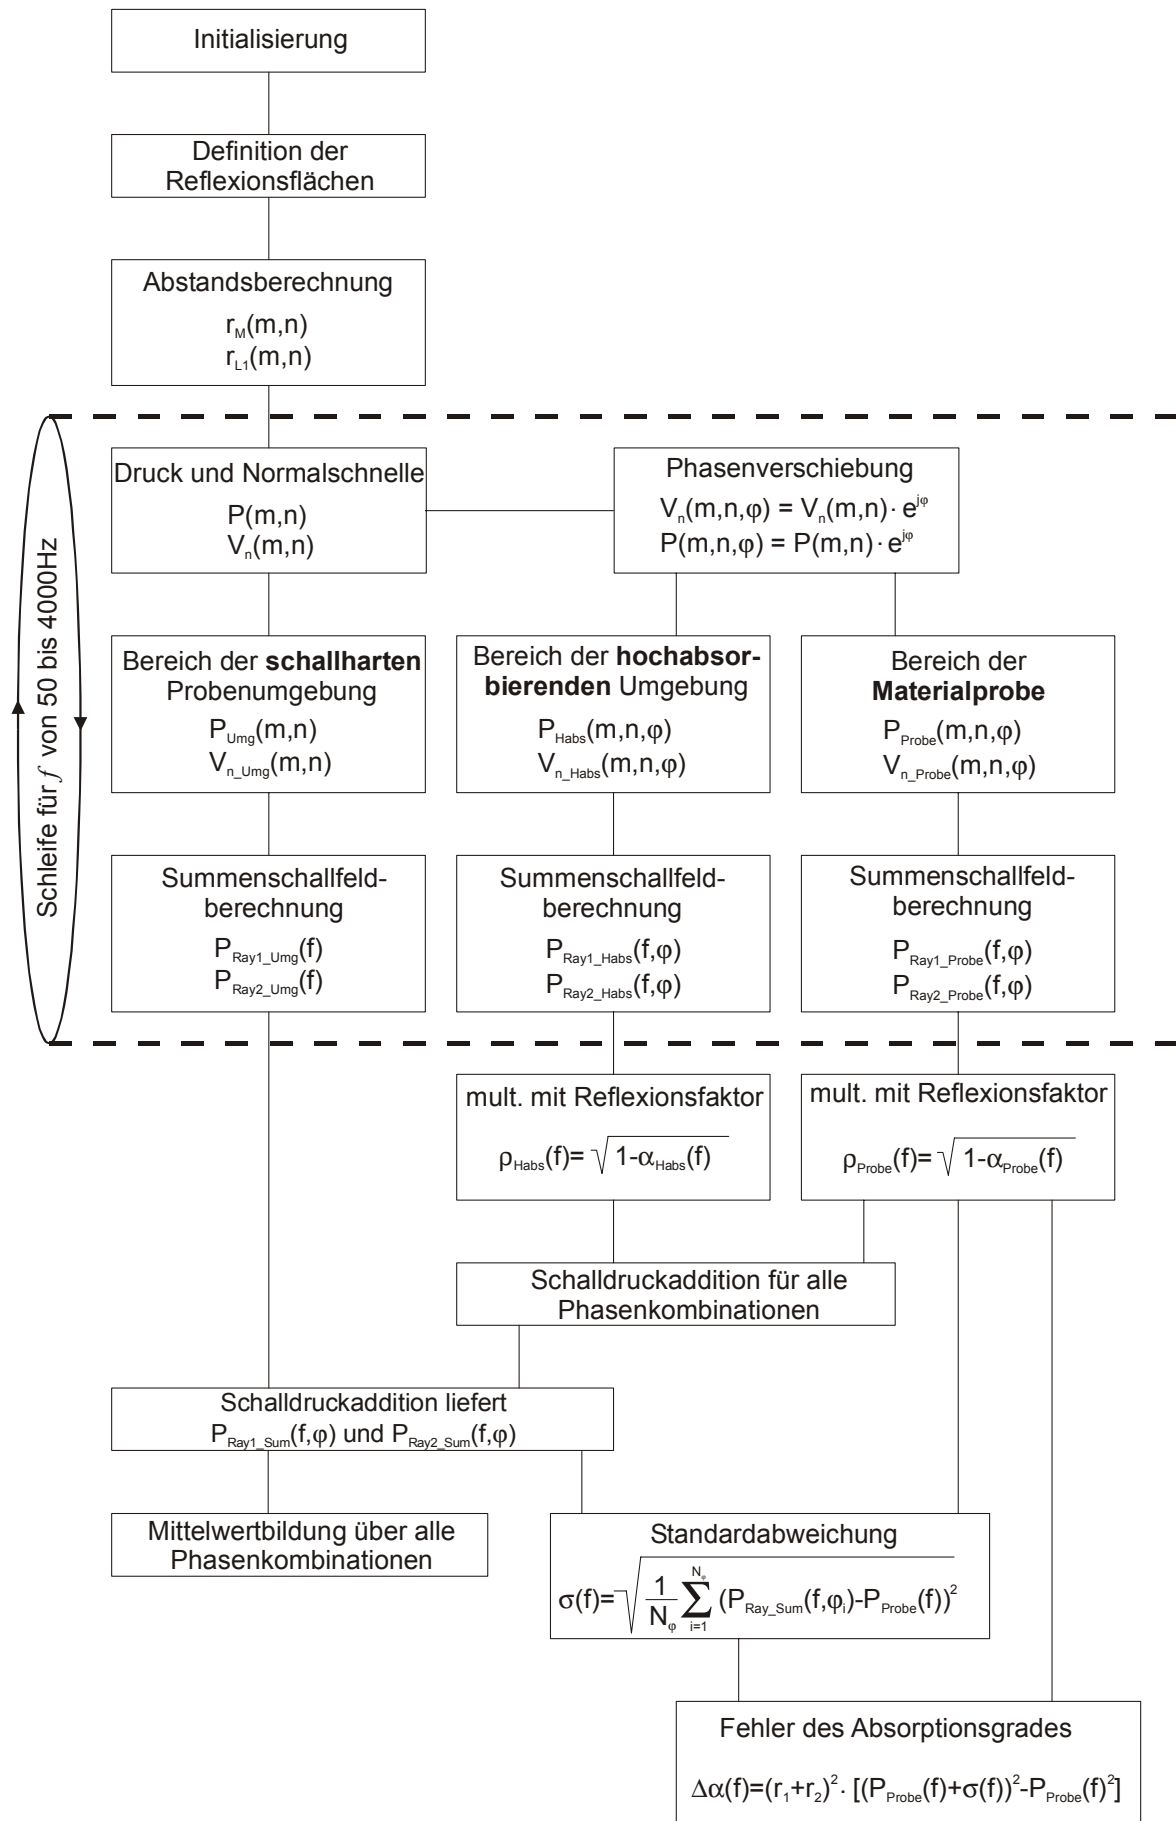 Initialisierung
Definition der
Reflexionsflächen
Abstandsberechnung
r_M(m,n)
r_L1(m,n)
Schleife für f von 50 bis 4000Hz
Druck und Normalschnelle
P(m,n)
V_n(m,n)
Phasenverschiebung
V_n(m,n,φ) = V_n(m,n) · e^jφ
P(m,n,φ) = P(m,n) · e^jφ
Bereich der schallharten
Probenumgebung
P_Umg(m,n)
V_n_Umg(m,n)
Bereich der hochabsor-
bierenden Umgebung
P_Habs(m,n,φ)
V_n_Habs(m,n,φ)
Bereich der
Materialprobe
P_Probe(m,n,φ)
V_n_Probe(m,n,φ)
Summenschallfeld-
berechnung
P_Ray1_Umg(f)
P_Ray2_Umg(f)
Summenschallfeld-
berechnung
P_Ray1_Habs(f,φ)
P_Ray2_Habs(f,φ)
Summenschallfeld-
berechnung
P_Ray1_Probe(f,φ)
P_Ray2_Probe(f,φ)
mult. mit Reflexionsfaktor
ρ_Habs(f)= √(1-α_Habs(f))
mult. mit Reflexionsfaktor
ρ_Probe(f)= √(1-α_Probe(f))
Schalldruckaddition für alle
Phasenkombinationen
Schalldruckaddition liefert
P_Ray1_Sum(f,φ) und P_Ray2_Sum(f,φ)
Mittelwertbildung über alle
Phasenkombinationen
Standardabweichung
σ(f)= √(1/N_φ ∑_{i=1}^{N_φ} (P_Ray_Sum(f,φ_i)-P_Probe(f))²)
Fehler des Absorptionsgrades
Δα(f)=(r₁+r₂)² · [(P_Probe(f)+σ(f))²-P_Probe(f)²]